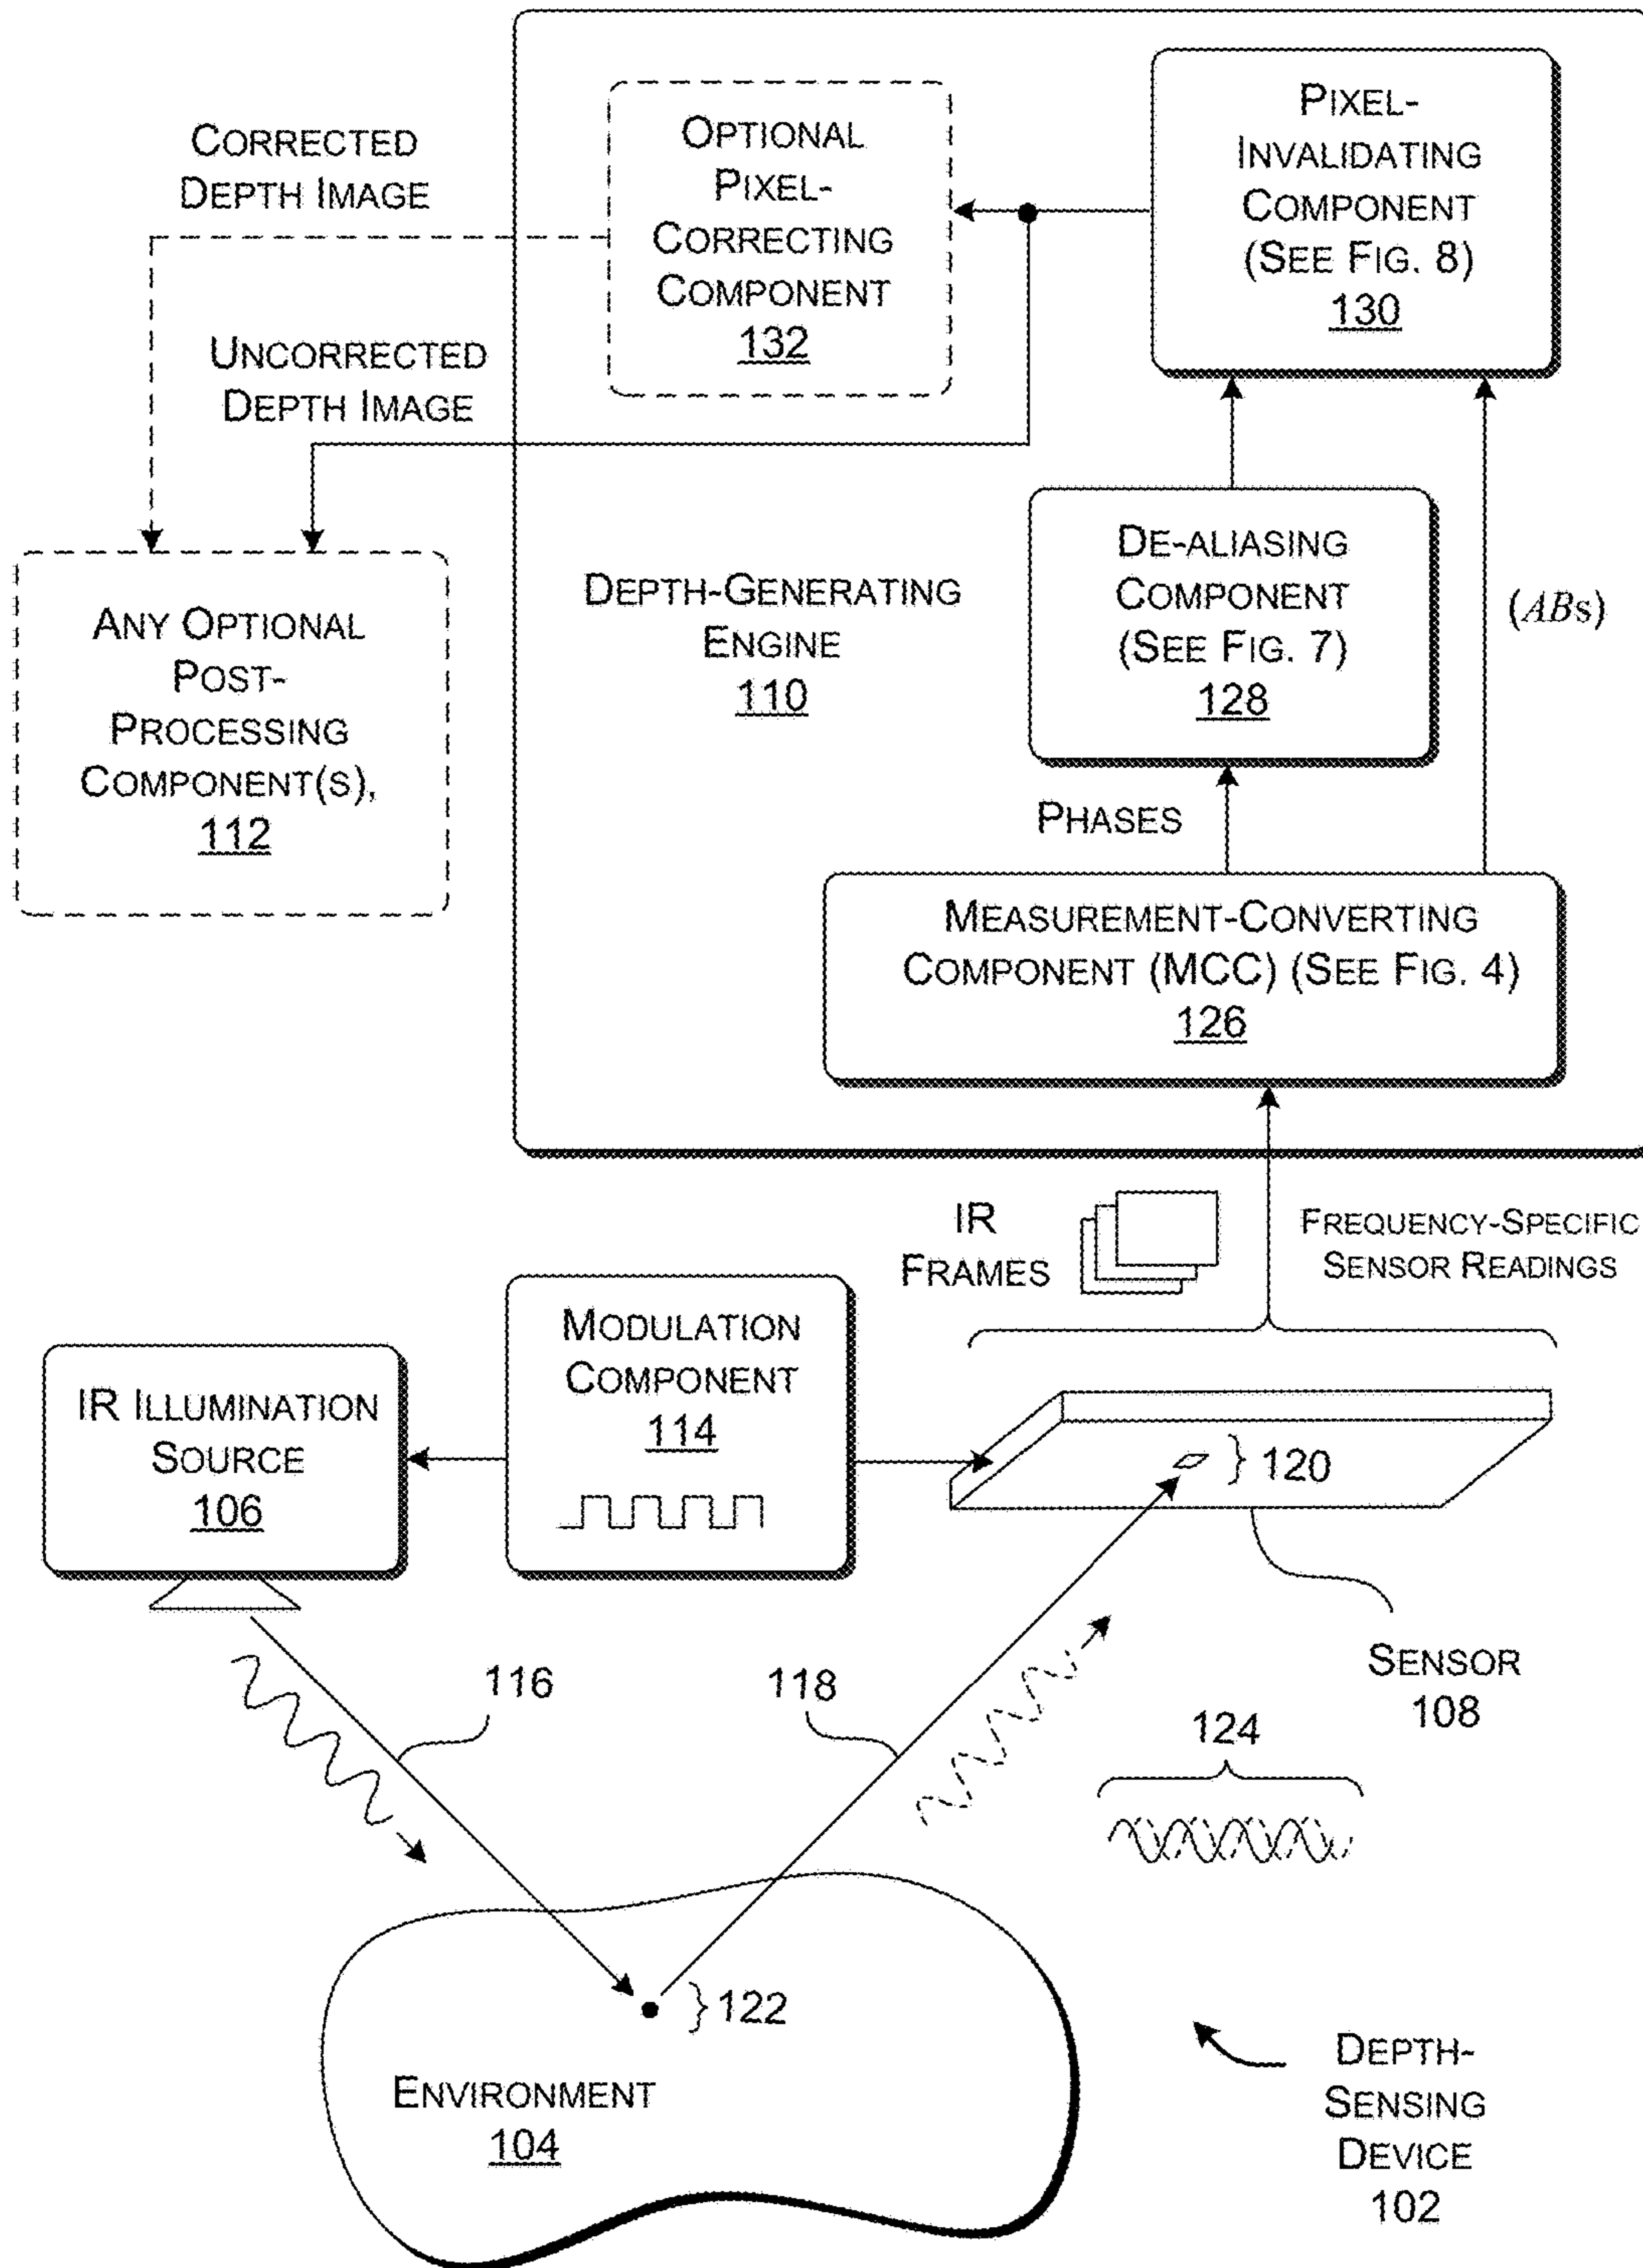 CORRECTED
DEPTH IMAGE
UNCORRECTED
DEPTH IMAGE
OPTIONAL
PIXEL-
CORRECTING
COMPONENT
132
PIXEL-
INVALIDATING
COMPONENT
(SEE FIG. 8)
130
ANY OPTIONAL
POST-
PROCESSING
COMPONENT(S),
112
DEPTH-GENERATING
ENGINE
110
DE-ALIASING
COMPONENT
(SEE FIG. 7)
128
(ABs)
PHASES
MEASUREMENT-CONVERTING
COMPONENT (MCC) (SEE FIG. 4)
126
IR
FRAMES
FREQUENCY-SPECIFIC
SENSOR READINGS
IR ILLUMINATION
SOURCE
106
MODULATION
COMPONENT
114
120
SENSOR
108
116
118
124
122
ENVIRONMENT
104
DEPTH-
SENSING
DEVICE
102